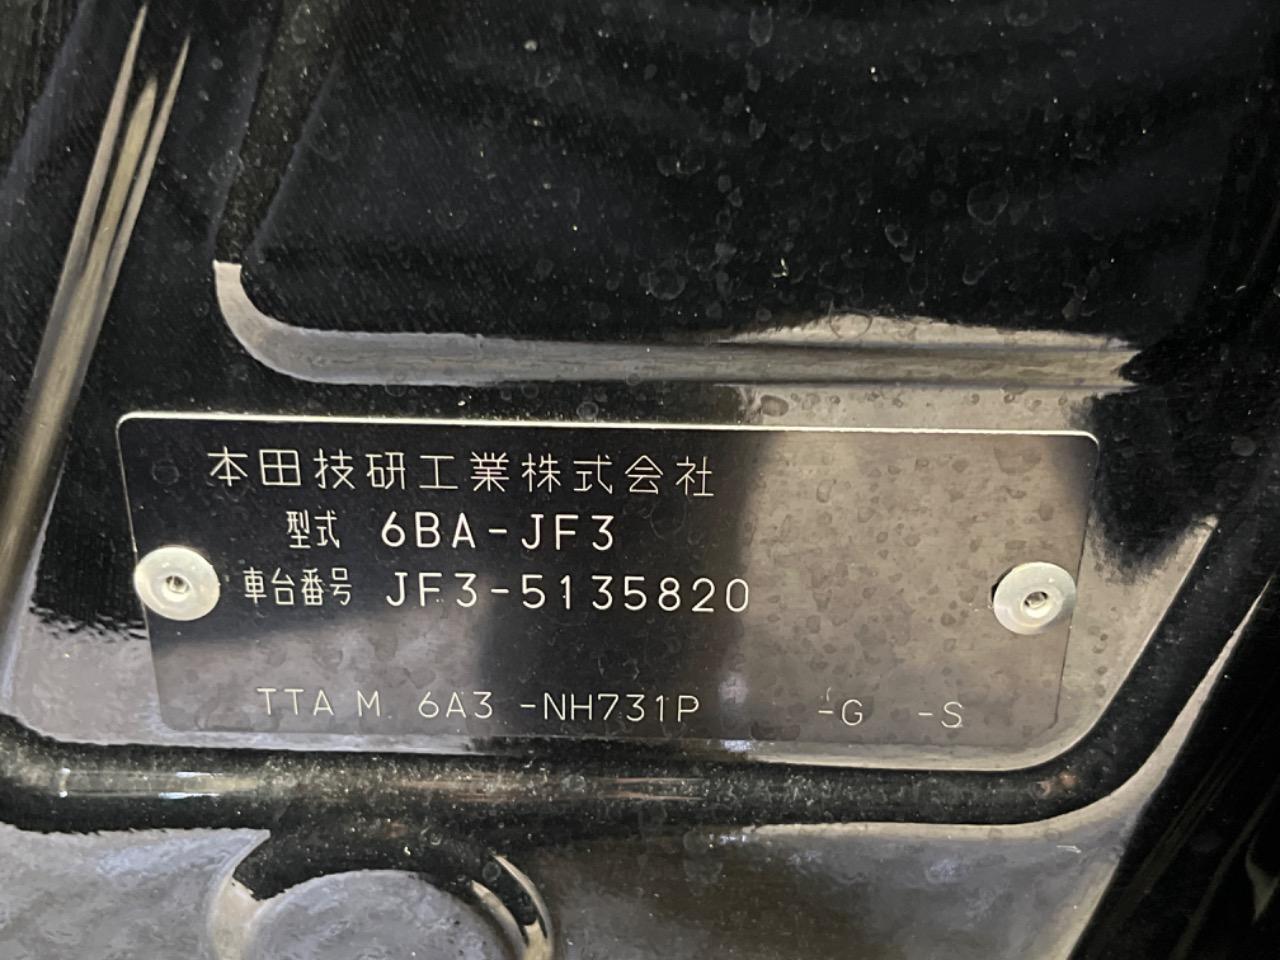 本田技研工業株式会社
型式 6BA-JF3
車台番号 JF3-5135820
TTA M 6A3 -NH731P -G -S